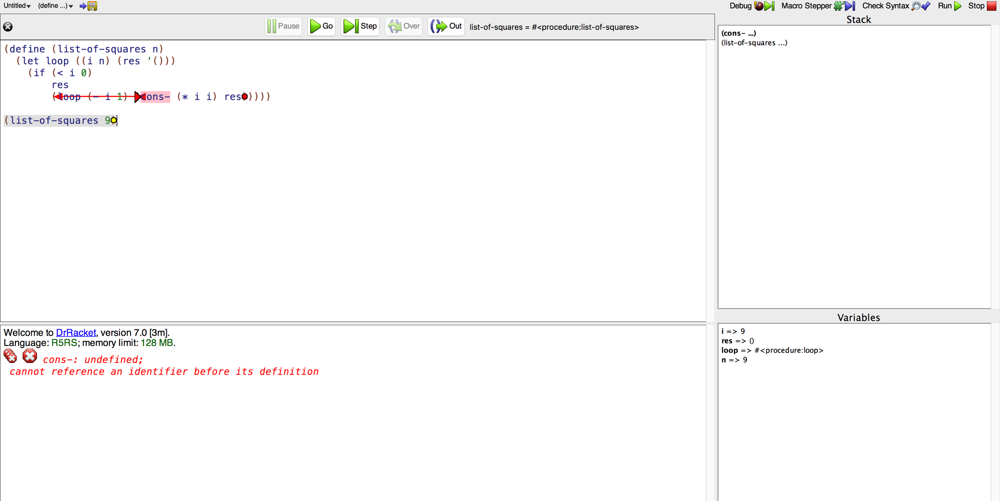 Untitled (define ...) Debug Macro Stepper #' Check Syntax Run Stop
Pause Go Step Over Out list-of-squares = #<procedure:list-of-squares>
(define (list-of-squares n)
(let loop ((i n) (res '()))
(if (< i 0)
res
(loop (- i 1) (cons- (* i i) res)))))
(list-of-squares 9)
Welcome to DrRacket, version 7.0 [3m].
Language: R5RS; memory limit: 128 MB.
cons-: undefined;
cannot reference an identifier before its definition
Stack
(cons- ...)
(list-of-squares ...)
Variables
i => 9
res => ()
loop => #<procedure:loop>
n => 9